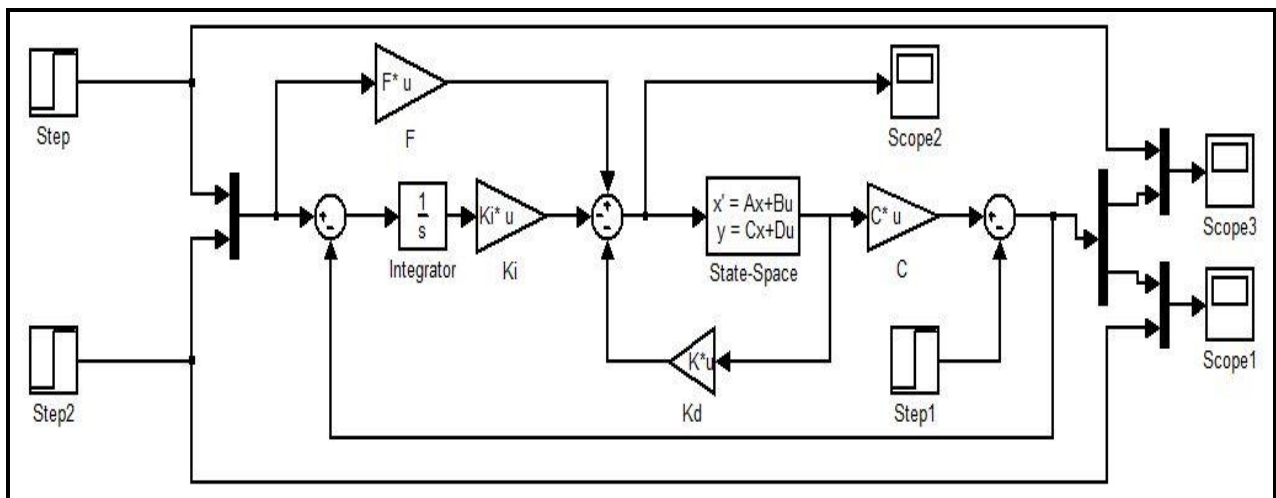 Step
F* u
F
Scope2
Scope3
1
s
Integrator
Ki* u
Ki
x' = Ax+Bu
y = Cx+Du
State-Space
C* u
C
Step2
K*u
Kd
Step1
Scope1